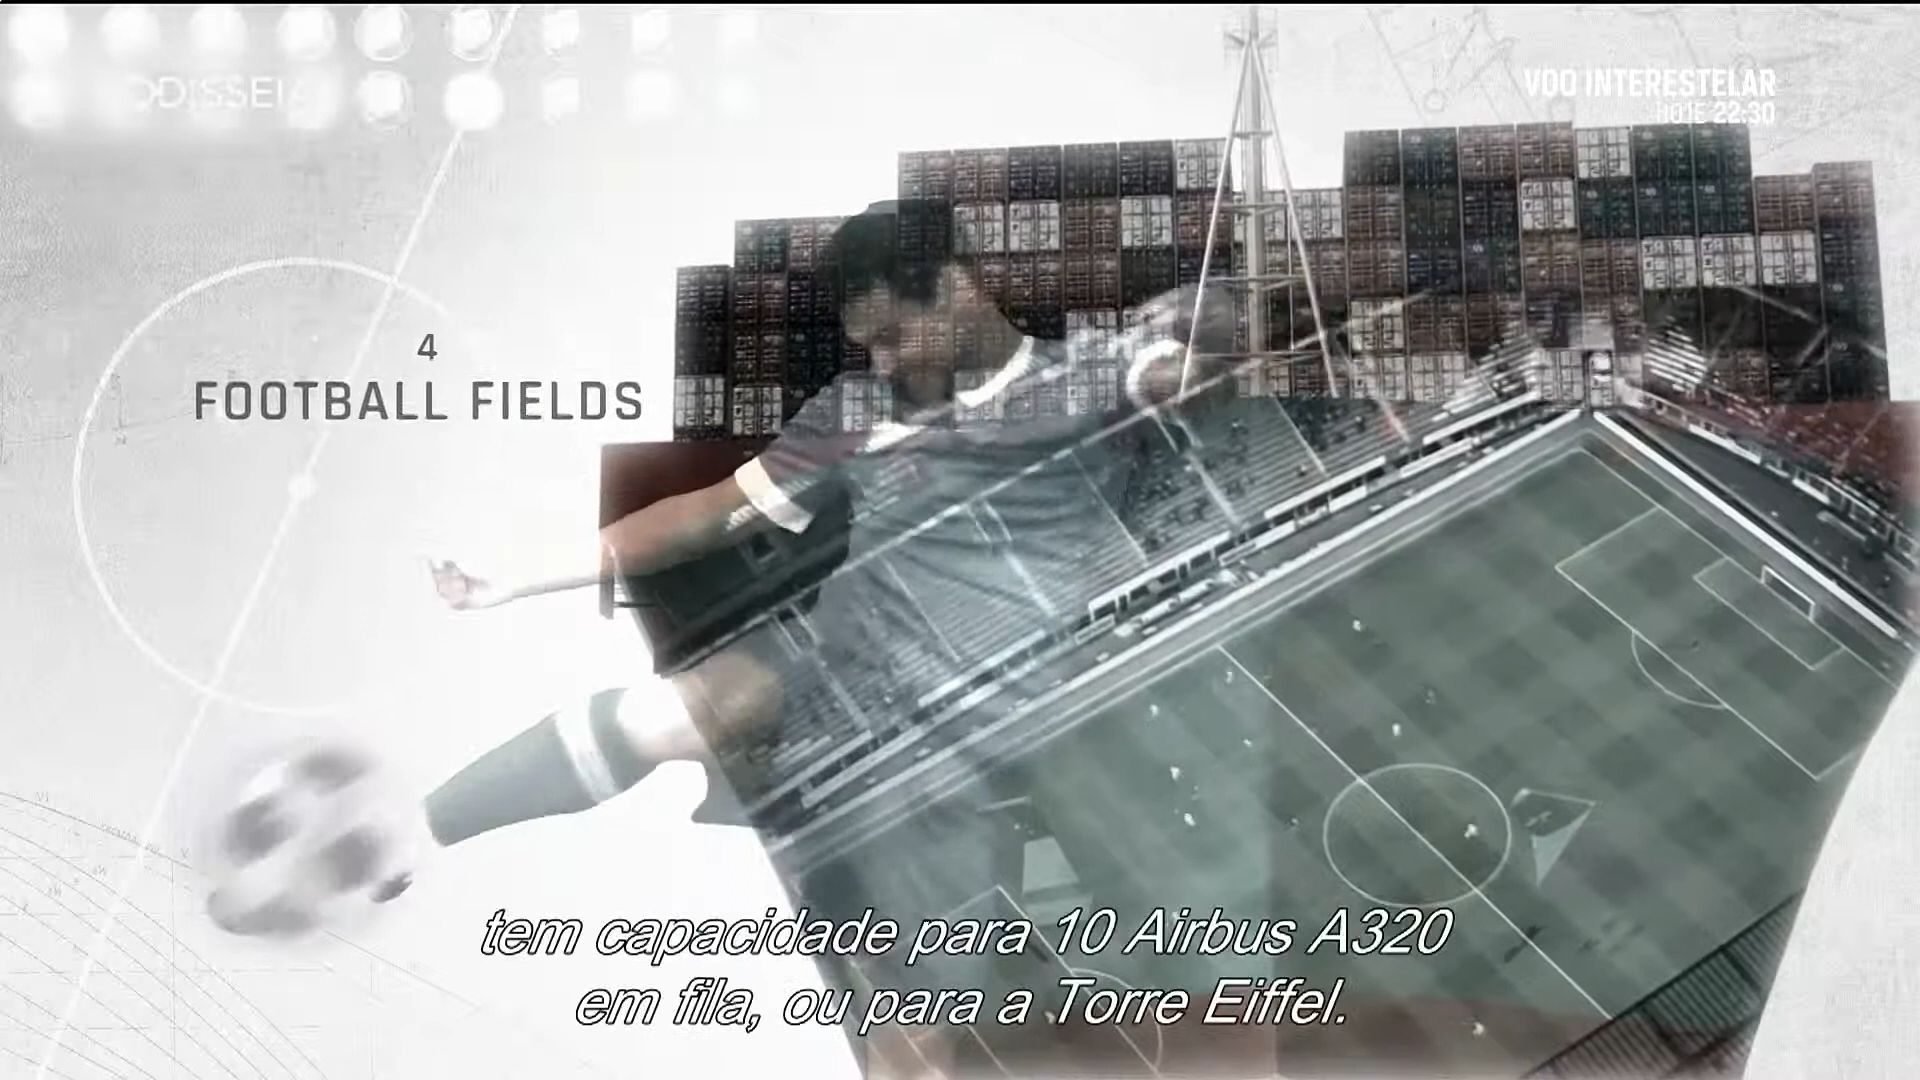 ODISSEIA
VOO INTERESTELAR
HOJE 22:30
4
FOOTBALL FIELDS
tem capacidade para 10 Airbus A320
em fila, ou para a Torre Eiffel.